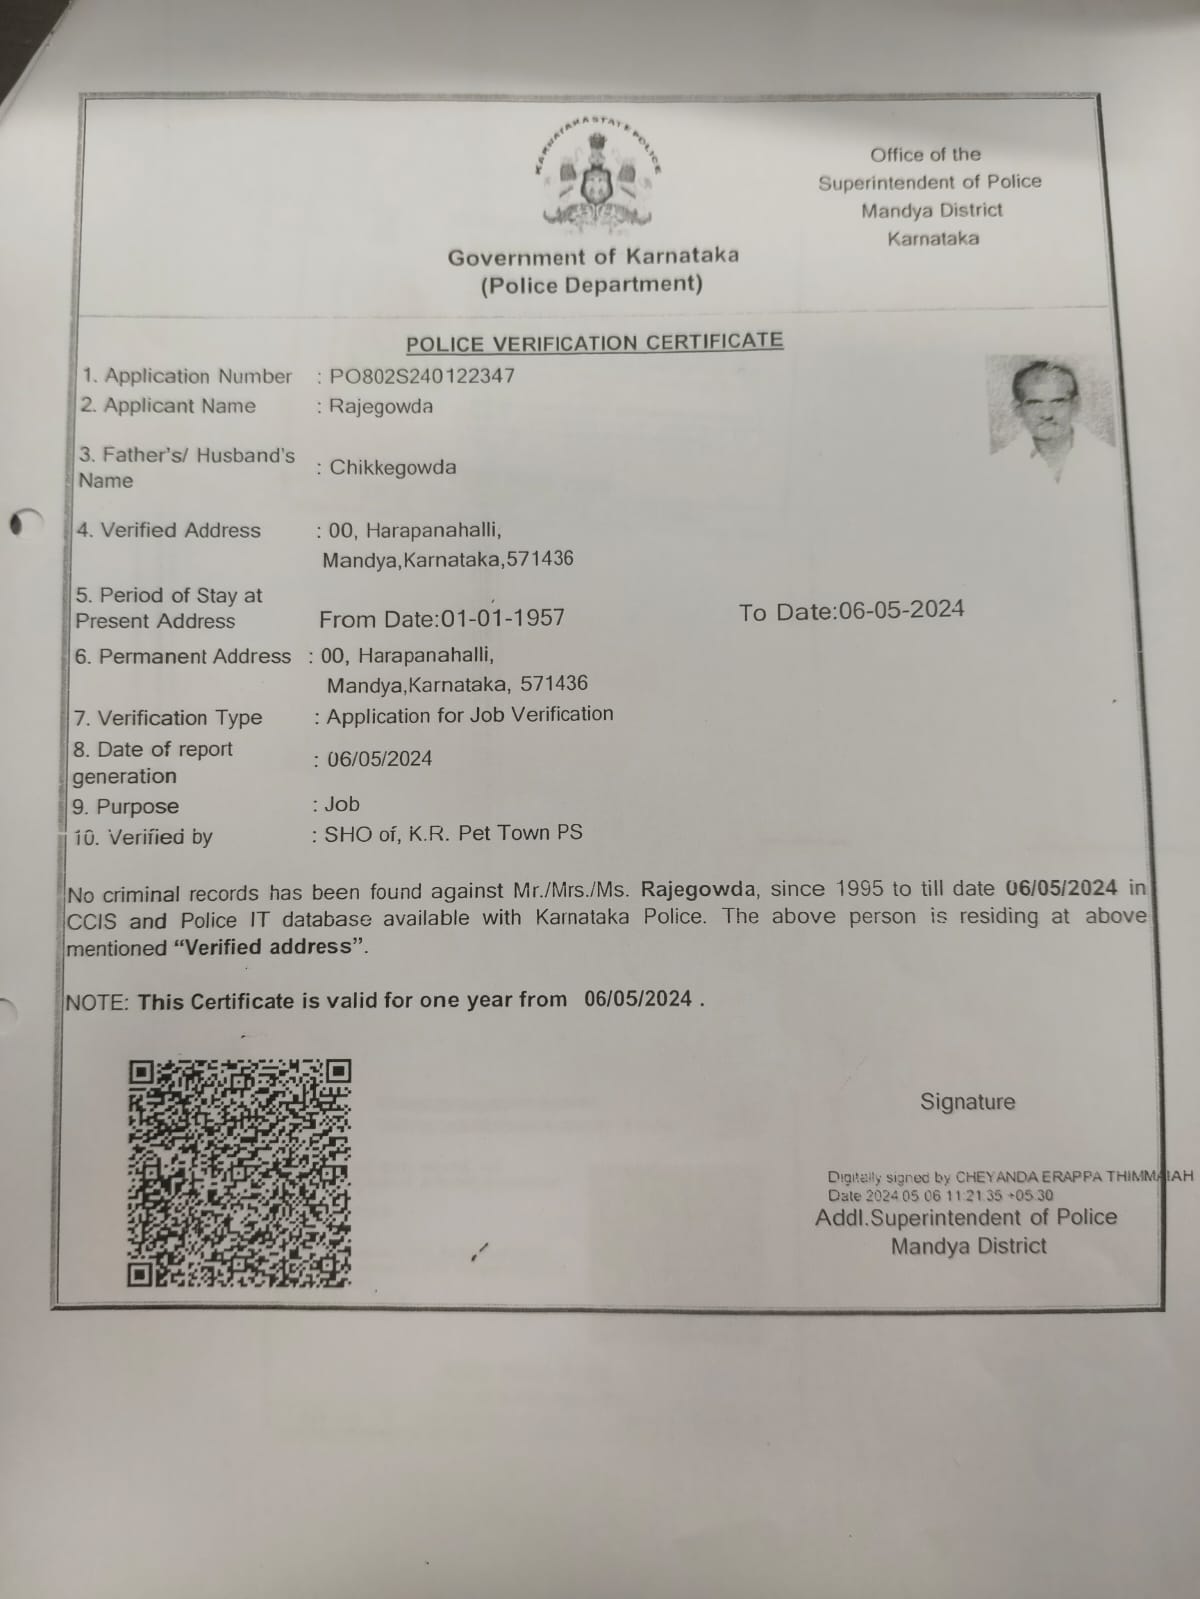 KARNATAKA STATE POLICE
Office of the
Superintendent of Police
Mandya District
Karnataka
Government of Karnataka
(Police Department)
POLICE VERIFICATION CERTIFICATE
1. Application Number : PO802S240122347
2. Applicant Name : Rajegowda
3. Father's/ Husband's
Name : Chikkegowda
4. Verified Address : 00, Harapanahalli,
Mandya,Karnataka,571436
5. Period of Stay at
Present Address From Date:01-01-1957 To Date:06-05-2024
6. Permanent Address : 00, Harapanahalli,
Mandya,Karnataka, 571436
7. Verification Type : Application for Job Verification
8. Date of report
generation : 06/05/2024
9. Purpose : Job
10. Verified by : SHO of, K.R. Pet Town PS
No criminal records has been found against Mr./Mrs./Ms. Rajegowda, since 1995 to till date 06/05/2024 in
CCIS and Police IT database available with Karnataka Police. The above person is residing at above
mentioned “Verified address”.
NOTE: This Certificate is valid for one year from 06/05/2024 .
Signature
Digitally signed by CHEYANDA ERAPPA THIMMAIAH
Date 2024 05 06 11:21:35 +05:30
Addl.Superintendent of Police
Mandya District